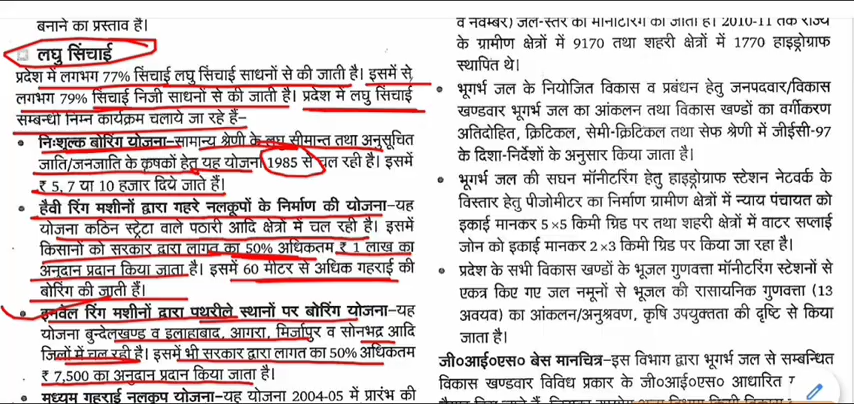 बनाने का प्रस्ताव है।
लघु सिंचाई
प्रदेश में लगभग 77% सिंचाई लघु सिंचाई साधनों से की जाती है। इसमें से
लगभग 79% सिंचाई निजी साधनों से की जाती है। प्रदेश में लघु सिंचाई
सम्बन्धी निम्न कार्यक्रम चलाये जा रहे हैं–
• निःशुल्क बोरिंग योजना–सामान्य श्रेणी के लघु सीमान्त तथा अनुसूचित
जाति/जनजाति के कृषकों हेतु यह योजना 1985 से चल रही है। इसमें
₹ 5, 7 या 10 हजार दिये जाते हैं।
• हैवी रिंग मशीनों द्वारा गहरे नलकूपों के निर्माण की योजना–यह
योजना कठिन स्ट्रेटा वाले पठारी आदि क्षेत्रों में चल रही है। इसमें
किसानों को सरकार द्वारा लागत का 50% अधिकतम ₹ 1 लाख का
अनुदान प्रदान किया जाता है। इसमें 60 मीटर से अधिक गहराई की
बोरिंग की जाती हैं।
• इनवेल रिंग मशीनों द्वारा पथरीले स्थानों पर बोरिंग योजना–यह
योजना बुन्देलखण्ड व इलाहाबाद, आगरा, मिर्जापुर व सोनभद्र आदि
जिलों में चल रही है। इसमें भी सरकार द्वारा लागत का 50% अधिकतम
₹ 7,500 का अनुदान प्रदान किया जाता है।
• मध्यम गहराई नलकूप योजना–यह योजना 2004-05 में प्रारंभ की
व नवम्बर) जल-स्तर की मॉनीटरिंग की जाती है। 2010-11 तक राज्य
के ग्रामीण क्षेत्रों में 9170 तथा शहरी क्षेत्रों में 1770 हाइड्रोग्राफ
स्थापित थे।
• भूगर्भ जल के नियोजित विकास व प्रबंधन हेतु जनपदवार/विकास
खण्डवार भूगर्भ जल का आंकलन तथा विकास खण्डों का वर्गीकरण
अतिदोहित, क्रिटिकल, सेमी-क्रिटिकल तथा सेफ श्रेणी में जीईसी-97
के दिशा-निर्देशों के अनुसार किया जाता है।
• भूगर्भ जल की सघन मॉनीटरिंग हेतु हाइड्रोग्राफ स्टेशन नेटवर्क के
विस्तार हेतु पीजोमीटर का निर्माण ग्रामीण क्षेत्रों में न्याय पंचायत को
इकाई मानकर 5×5 किमी ग्रिड पर तथा शहरी क्षेत्रों में वाटर सप्लाई
जोन को इकाई मानकर 2×3 किमी ग्रिड पर किया जा रहा है।
• प्रदेश के सभी विकास खण्डों के भूजल गुणवत्ता मॉनीटरिंग स्टेशनों से
एकत्र किए गए जल नमूनों से भूजल की रासायनिक गुणवत्ता (13
अवयव) का आंकलन/अनुश्रवण, कृषि उपयुक्तता की दृष्टि से किया
जाता है।
जी०आई०एस० बेस मानचित्र–इस विभाग द्वारा भूगर्भ जल से सम्बन्धित
विकास खण्डवार विविध प्रकार के जी०आई०एस० आधारित